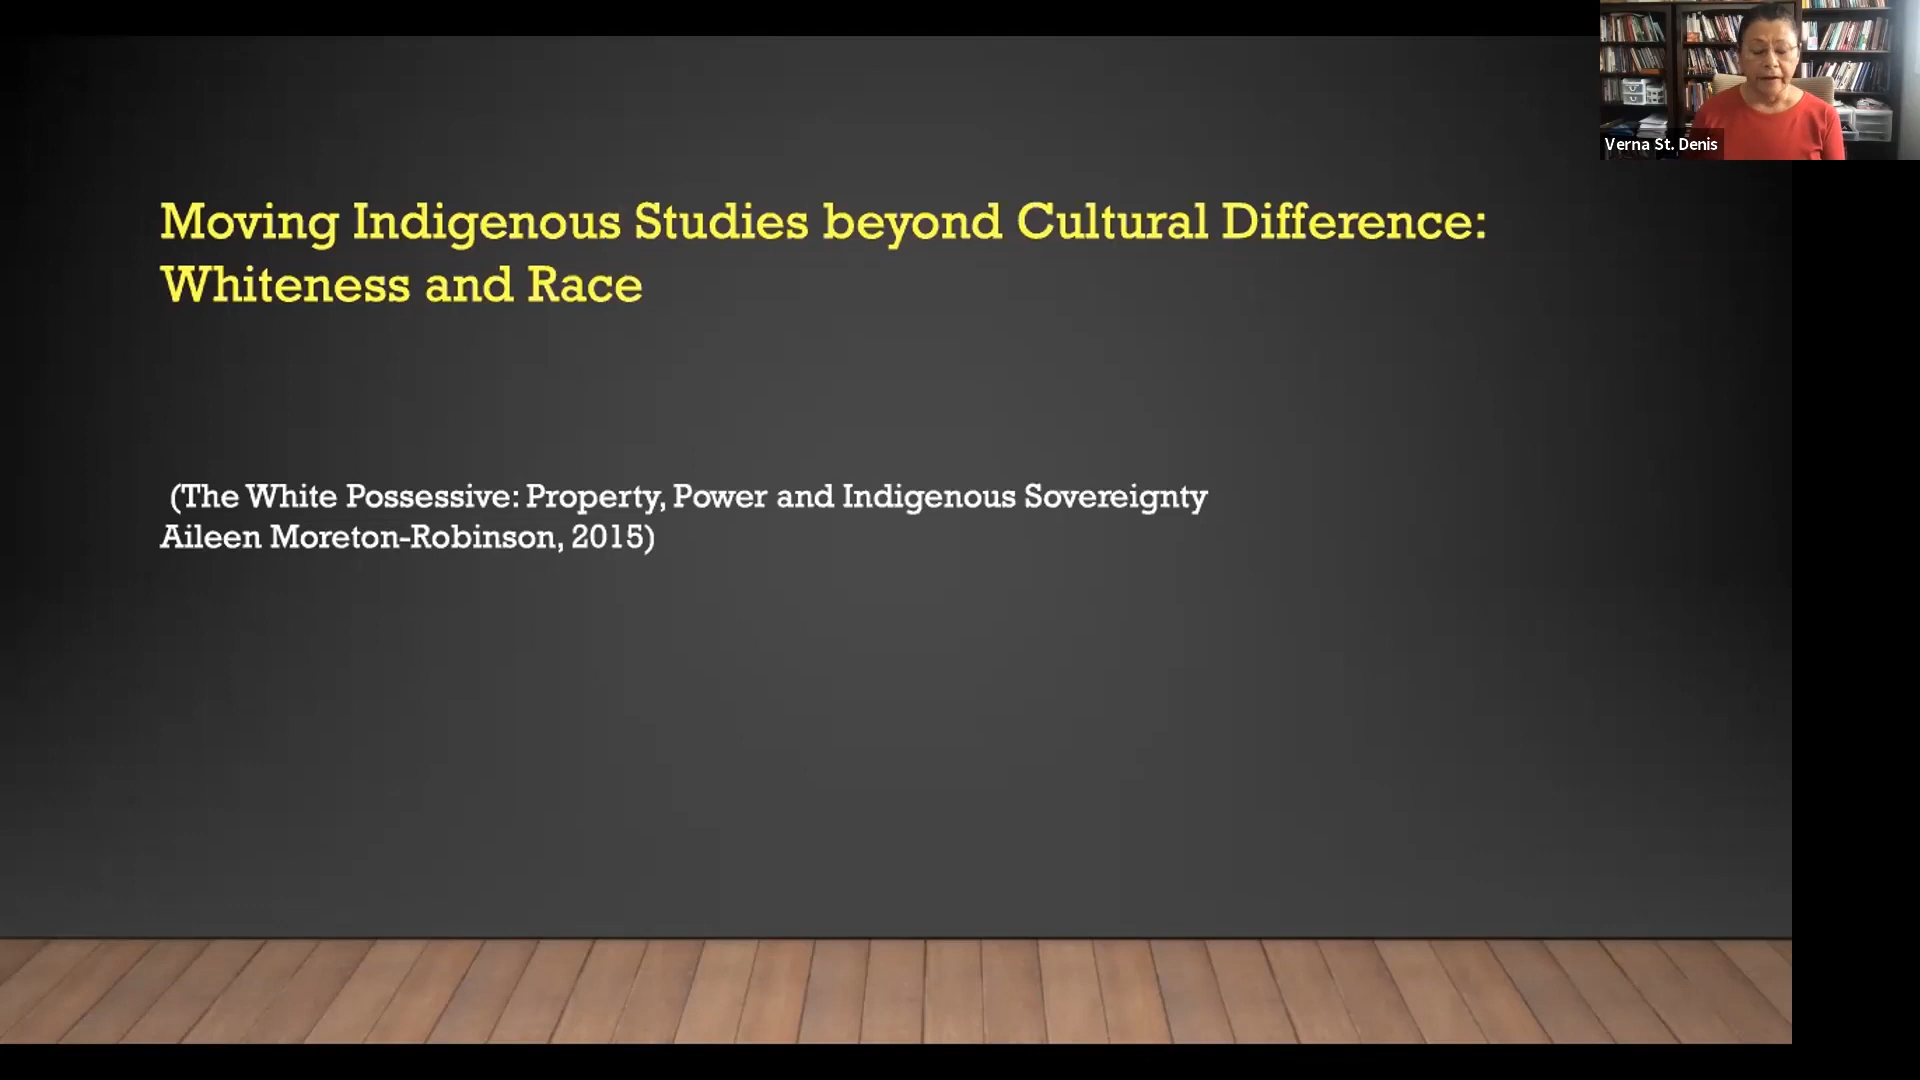 Verna St. Denis
Moving Indigenous Studies beyond Cultural Difference:
Whiteness and Race
(The White Possessive: Property, Power and Indigenous Sovereignty
Aileen Moreton-Robinson, 2015)